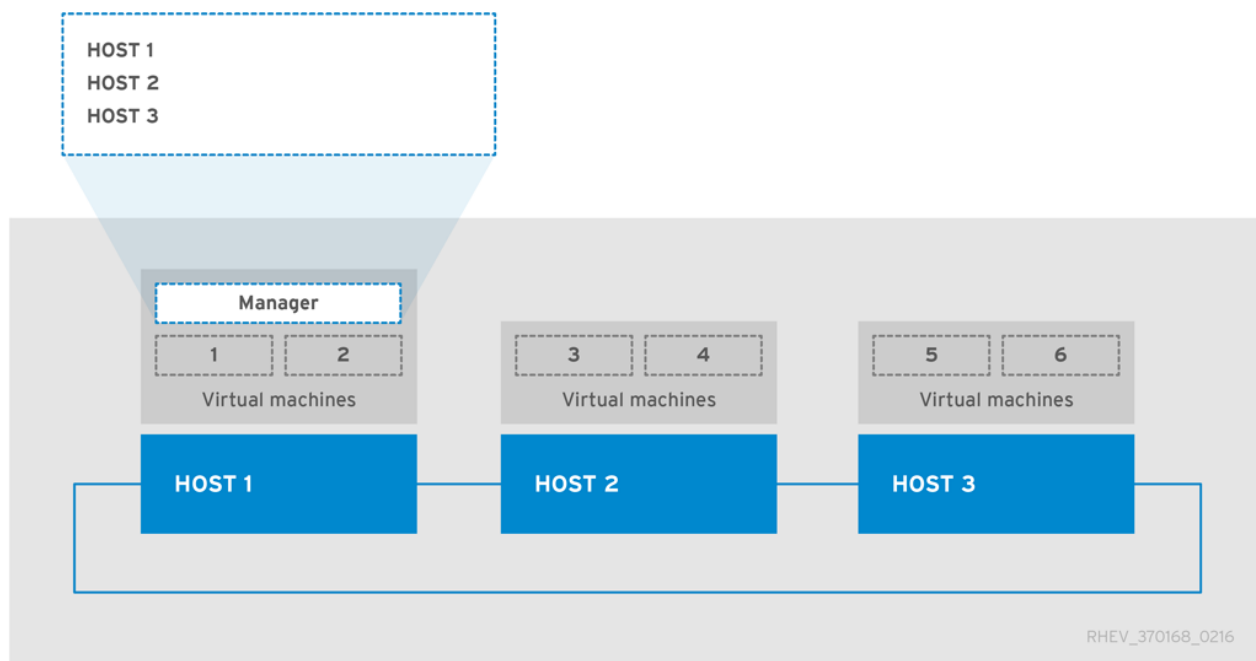 HOST 1
HOST 2
HOST 3
Manager
1 2
Virtual machines
3 4
Virtual machines
5 6
Virtual machines
HOST 1
HOST 2
HOST 3
RHEV_370168_0216